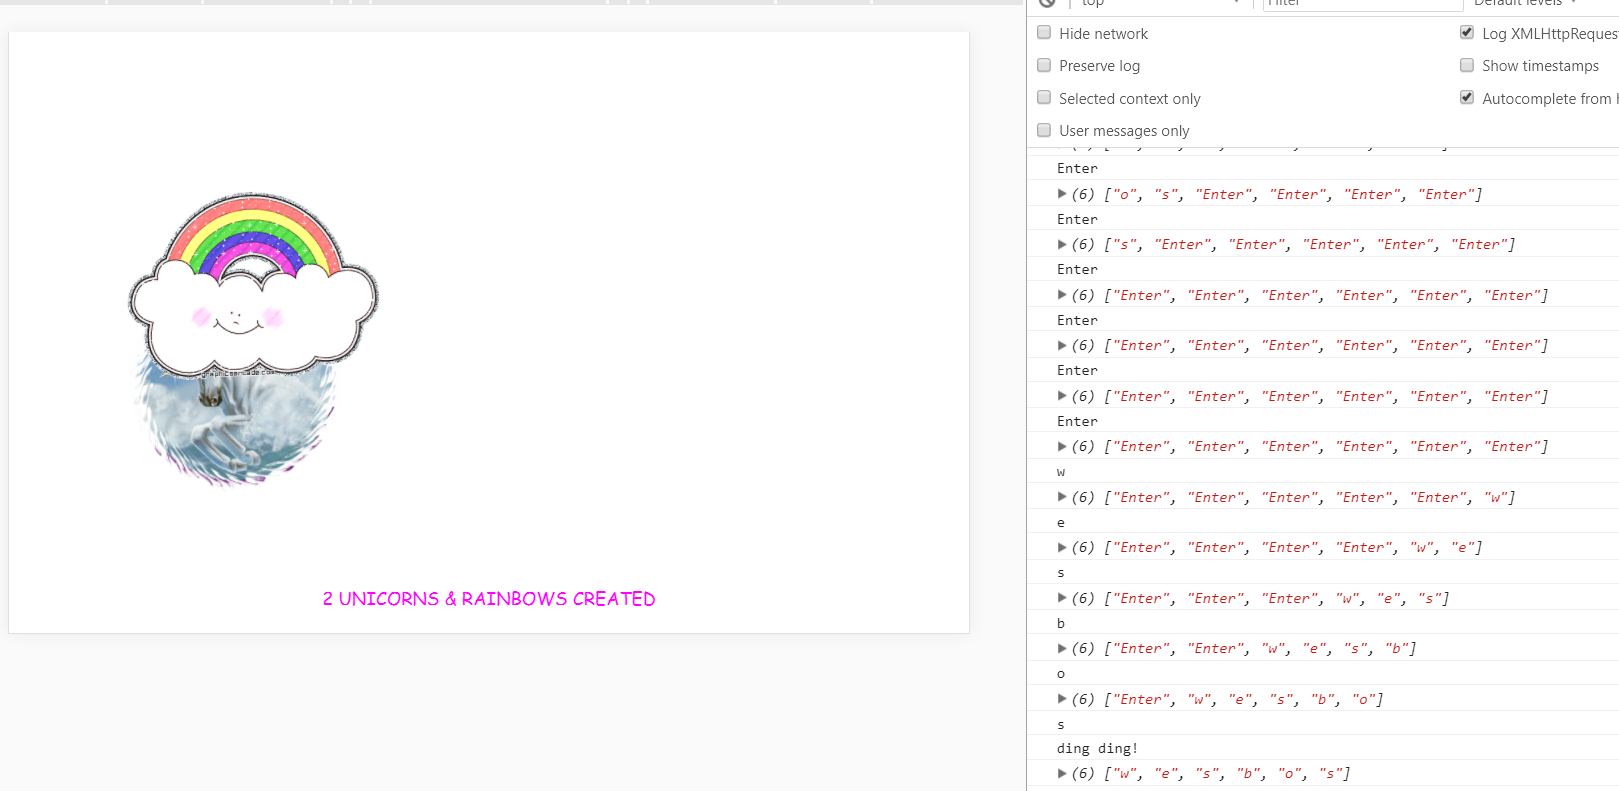 2 UNICORNS & RAINBOWS CREATED
top
Filter
Default levels
Hide network
Log XMLHttpReques
Preserve log
Show timestamps
Selected context only
Autocomplete from
User messages only
Enter
(6) ["o", "s", "Enter", "Enter", "Enter", "Enter"]
Enter
(6) ["s", "Enter", "Enter", "Enter", "Enter", "Enter"]
Enter
(6) ["Enter", "Enter", "Enter", "Enter", "Enter", "Enter"]
Enter
(6) ["Enter", "Enter", "Enter", "Enter", "Enter", "Enter"]
Enter
(6) ["Enter", "Enter", "Enter", "Enter", "Enter", "Enter"]
Enter
(6) ["Enter", "Enter", "Enter", "Enter", "Enter", "Enter"]
w
(6) ["Enter", "Enter", "Enter", "Enter", "Enter", "w"]
e
(6) ["Enter", "Enter", "Enter", "Enter", "w", "e"]
s
(6) ["Enter", "Enter", "Enter", "w", "e", "s"]
b
(6) ["Enter", "Enter", "w", "e", "s", "b"]
o
(6) ["Enter", "w", "e", "s", "b", "o"]
s
ding ding!
(6) ["w", "e", "s", "b", "o", "s"]